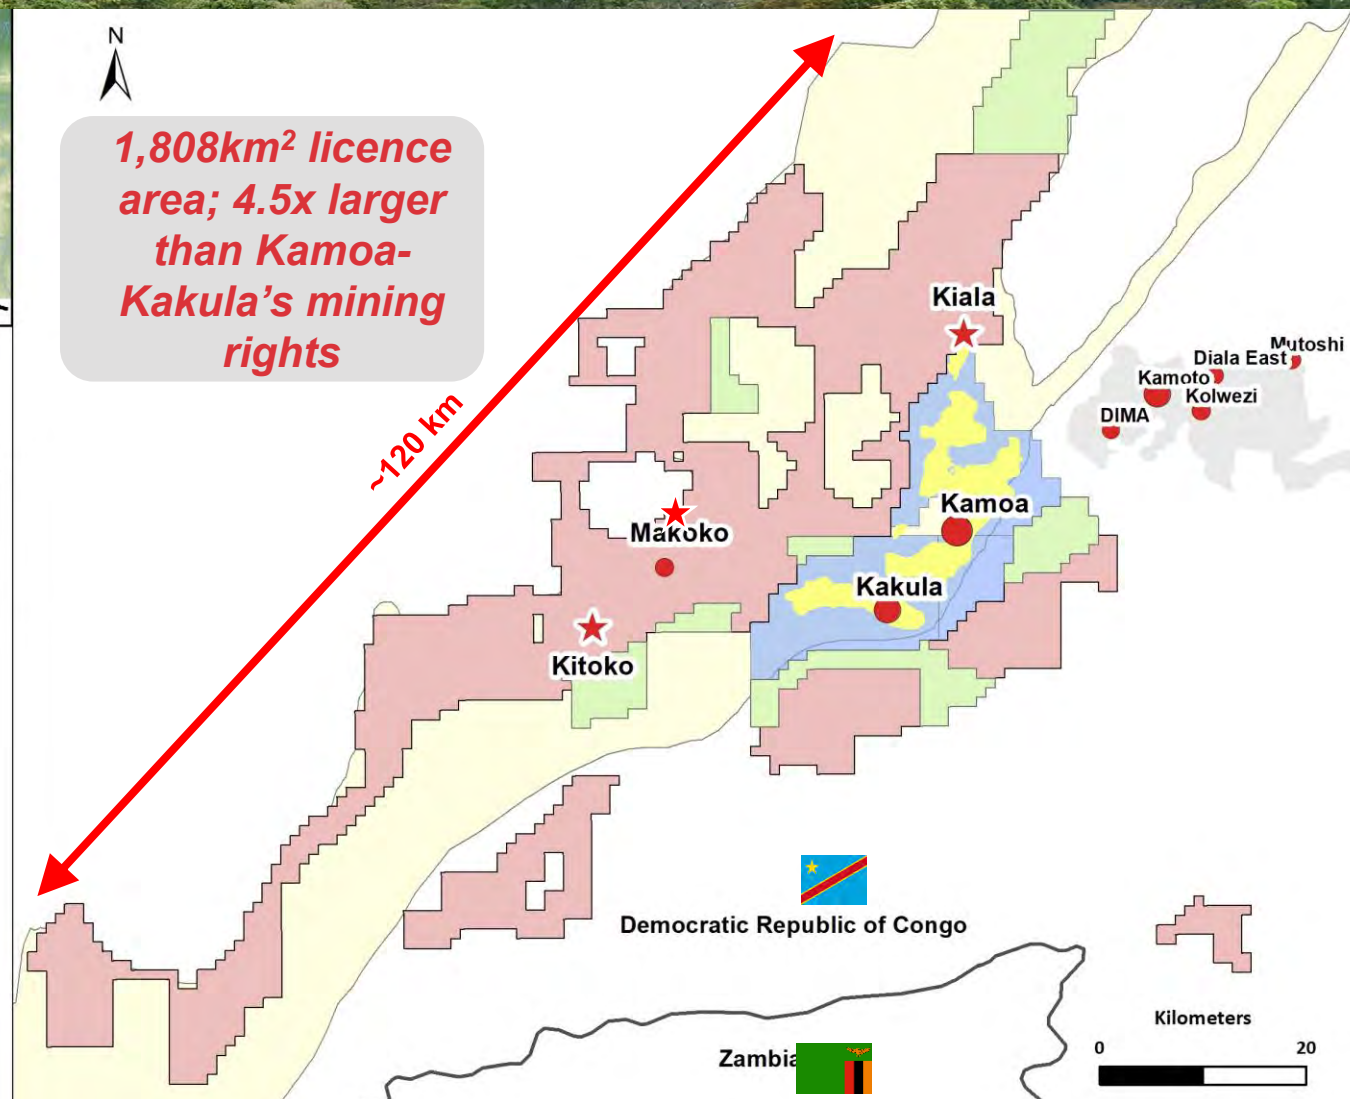 N
1,808km² licence
area; 4.5x larger
than Kamoa-
Kakula’s mining
rights
~120 km
Kiala
Mutoshi
Diala East
Kamoto
Kolwezi
DIMA
Kamoa
Makoko
Kakula
Kitoko
Democratic Republic of Congo
Kilometers
0 20
Zambia